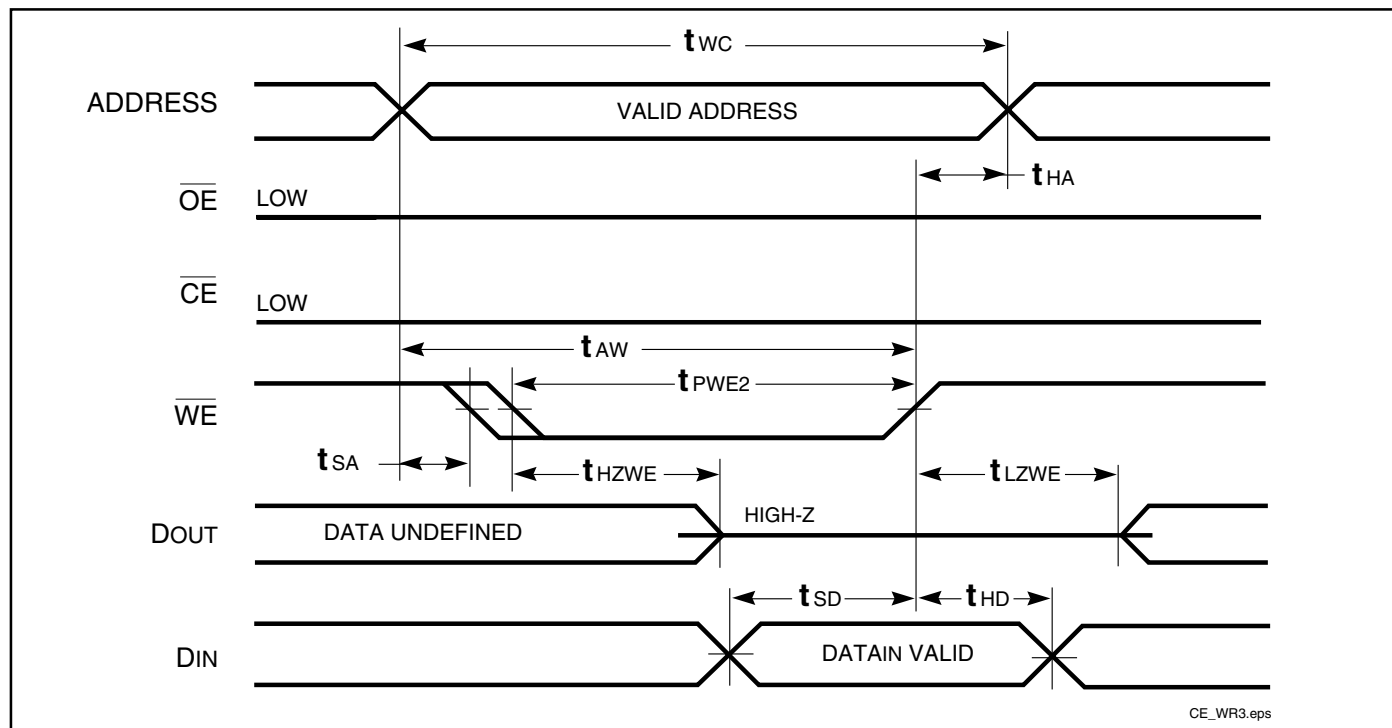 tWC
ADDRESS
VALID ADDRESS
tHA
OE
LOW
CE
LOW
tAW
tPWE2
WE
tSA
tHZWE
tLZWE
DOUT
DATA UNDEFINED
HIGH-Z
tSD
tHD
DIN
DATAIN VALID
CE_WR3.eps